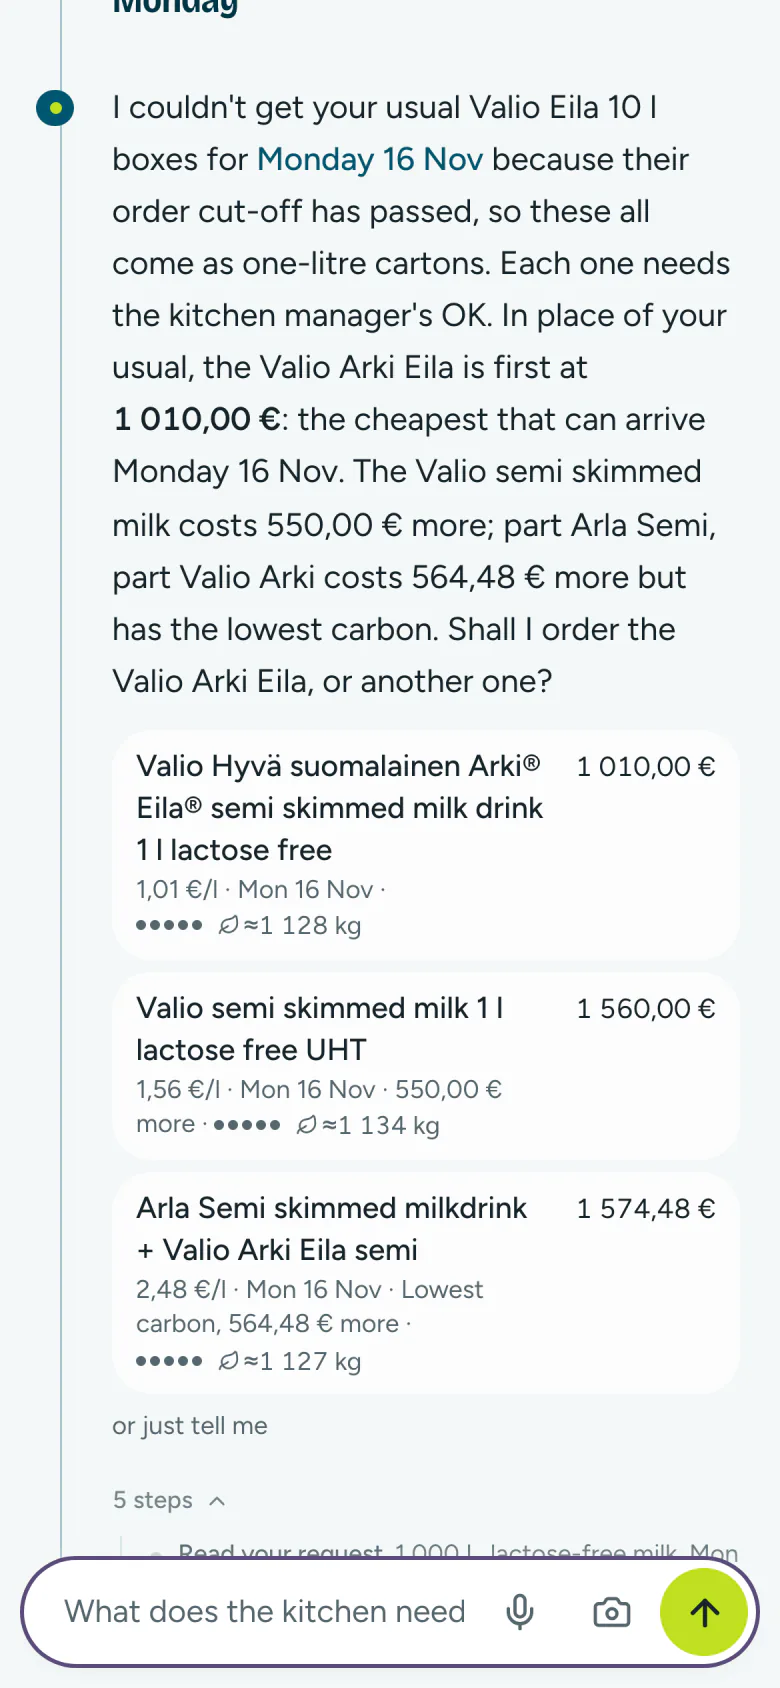 Monday
I couldn't get your usual Valio Eila 10 l
boxes for Monday 16 Nov because their
order cut-off has passed, so these all
come as one-litre cartons. Each one needs
the kitchen manager's OK. In place of your
usual, the Valio Arki Eila is first at
1 010,00 €: the cheapest that can arrive
Monday 16 Nov. The Valio semi skimmed
milk costs 550,00 € more; part Arla Semi,
part Valio Arki costs 564,48 € more but
has the lowest carbon. Shall I order the
Valio Arki Eila, or another one?
Valio Hyvä suomalainen Arki® 1 010,00 €
Eila® semi skimmed milk drink
1 l lactose free
1,01 €/l · Mon 16 Nov ·
≈1 128 kg
Valio semi skimmed milk 1 l 1 560,00 €
lactose free UHT
1,56 €/l · Mon 16 Nov · 550,00 €
more · ≈1 134 kg
Arla Semi skimmed milkdrink 1 574,48 €
+ Valio Arki Eila semi
2,48 €/l · Mon 16 Nov · Lowest
carbon, 564,48 € more ·
≈1 127 kg
or just tell me
5 steps
Read your request 1 000 l, lactose-free milk, Mon
What does the kitchen need